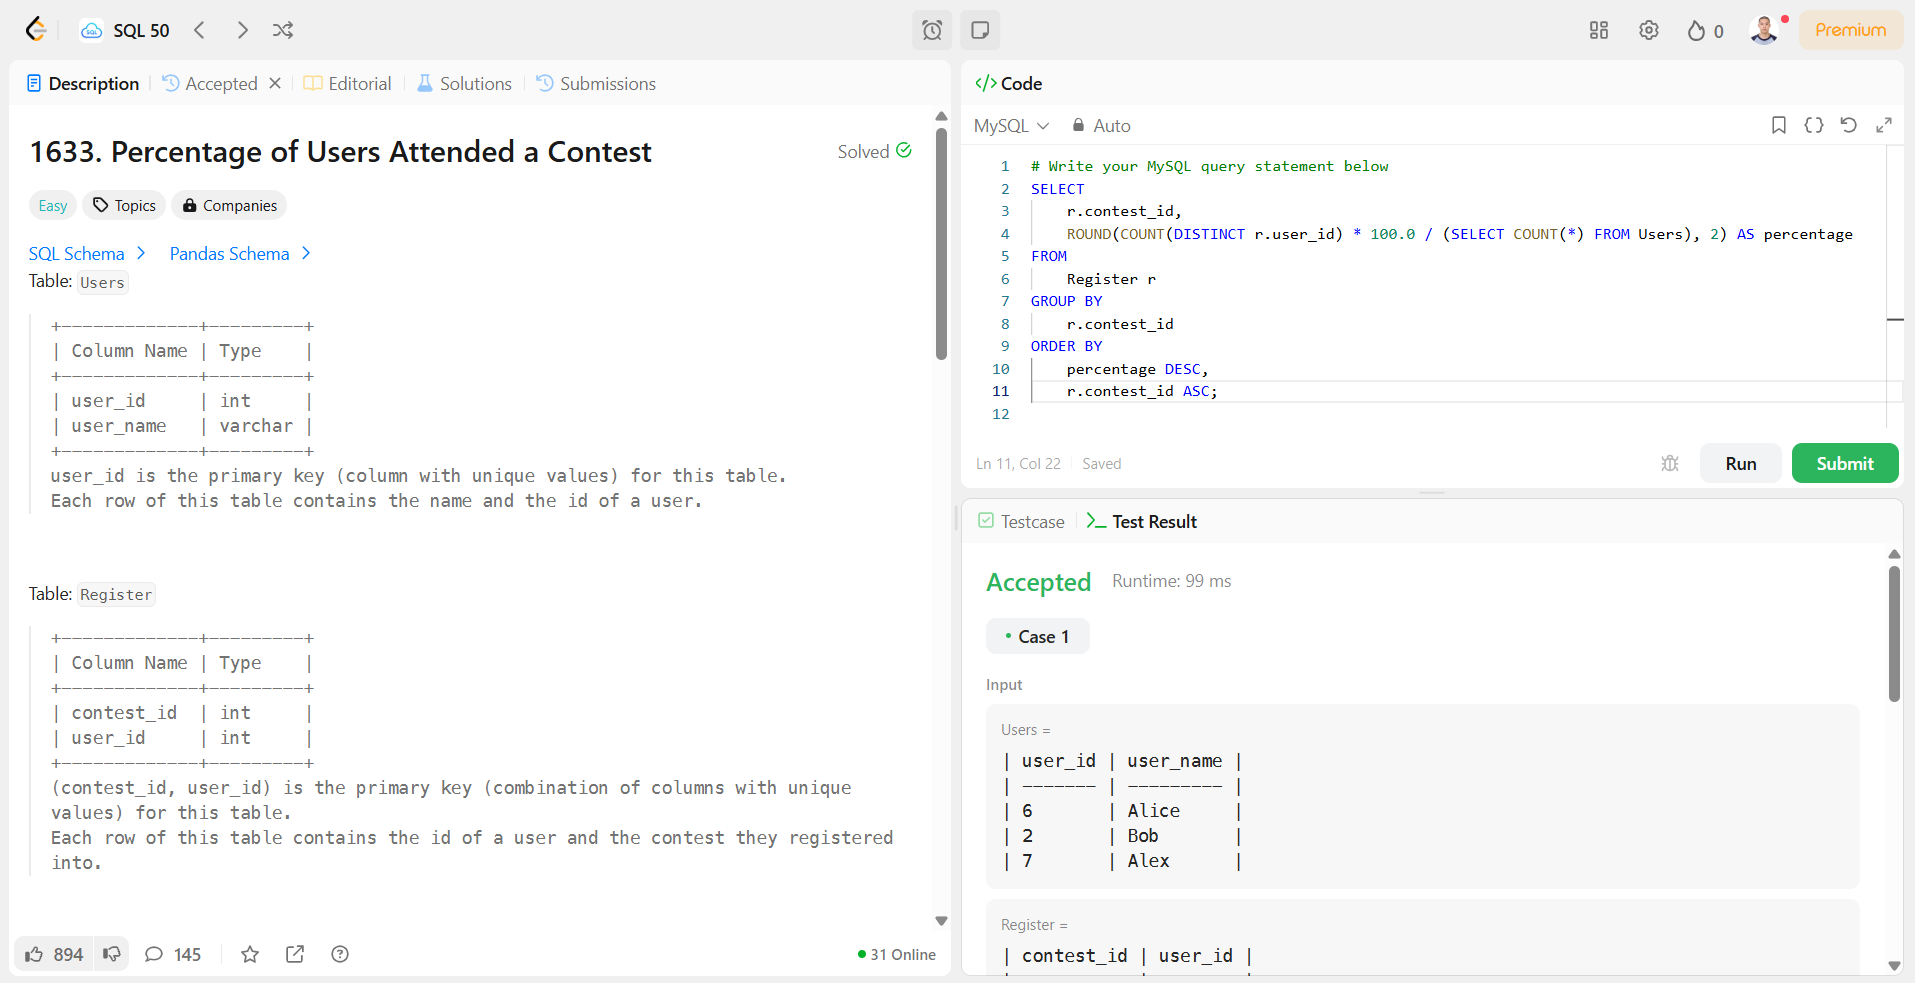 SQL 50
0
Premium
Description
Accepted
Editorial
Solutions
Submissions
1633. Percentage of Users Attended a Contest
Solved
Easy
Topics
Companies
SQL Schema
Pandas Schema
Table: Users
+-------------+---------+
| Column Name | Type    |
+-------------+---------+
| user_id     | int     |
| user_name   | varchar |
+-------------+---------+
user_id is the primary key (column with unique values) for this table.
Each row of this table contains the name and the id of a user.
Table: Register
+-------------+---------+
| Column Name | Type    |
+-------------+---------+
| contest_id  | int     |
| user_id     | int     |
+-------------+---------+
(contest_id, user_id) is the primary key (combination of columns with unique
values) for this table.
Each row of this table contains the id of a user and the contest they registered
into.
894
145
31 Online
</> Code
MySQL
Auto
1 # Write your MySQL query statement below
2 SELECT
3     r.contest_id,
4     ROUND(COUNT(DISTINCT r.user_id) * 100.0 / (SELECT COUNT(*) FROM Users), 2) AS percentage
5 FROM
6     Register r
7 GROUP BY
8     r.contest_id
9 ORDER BY
10     percentage DESC,
11     r.contest_id ASC;
12
Ln 11, Col 22
Saved
Run
Submit
Testcase
Test Result
Accepted
Runtime: 99 ms
Case 1
Input
Users =
| user_id | user_name |
| ------- | --------- |
| 6       | Alice     |
| 2       | Bob       |
| 7       | Alex      |
Register =
| contest_id | user_id |